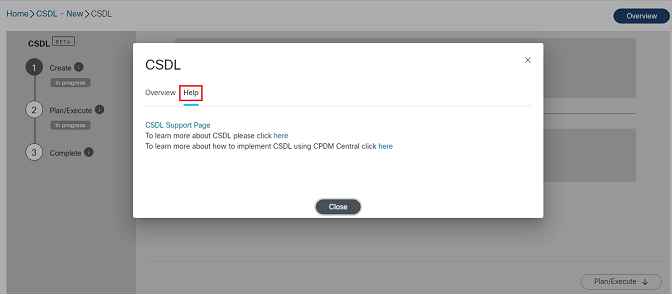 Home > CSDL - New > CSDL
Overview
CSDL BETA
1 Create i
In progress
2 Plan/Execute i
In progress
3 Complete i
CSDL
×
Overview Help
CSDL Support Page
To learn more about CSDL please click here
To learn more about how to implement CSDL using CPDM Central click here
Close
Plan/Execute ↓